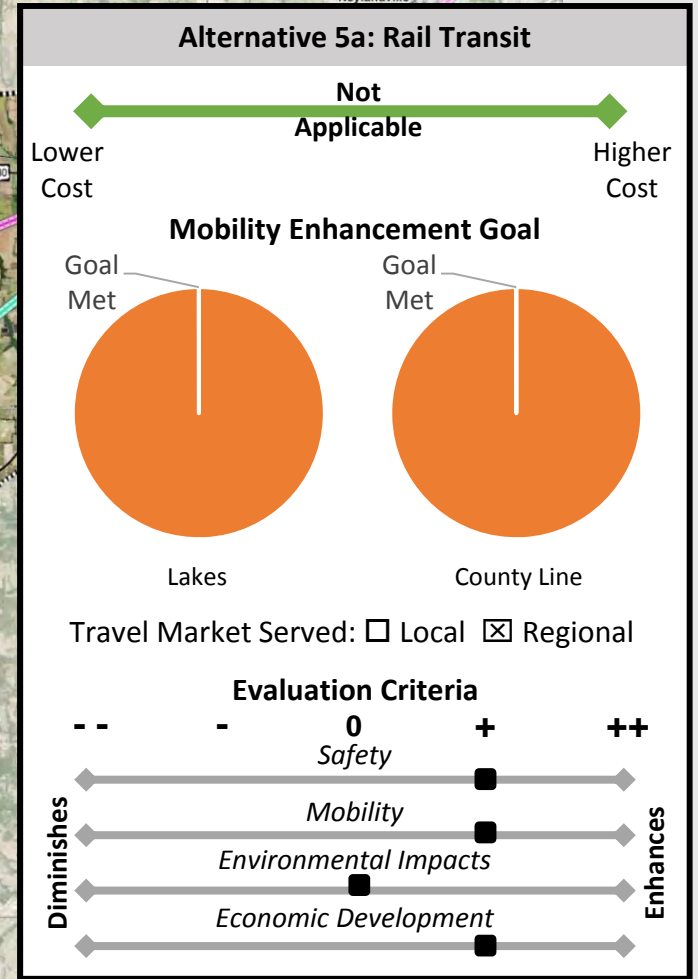 Alternative 5a: Rail Transit
Not
Applicable
Lower
Cost
Higher
Cost
Mobility Enhancement Goal
Goal
Met
Goal
Met
Lakes
County Line
Travel Market Served: ☐ Local ☒ Regional
Evaluation Criteria
- - - 0 + ++
Safety
Mobility
Environmental Impacts
Economic Development
Diminishes
Enhances